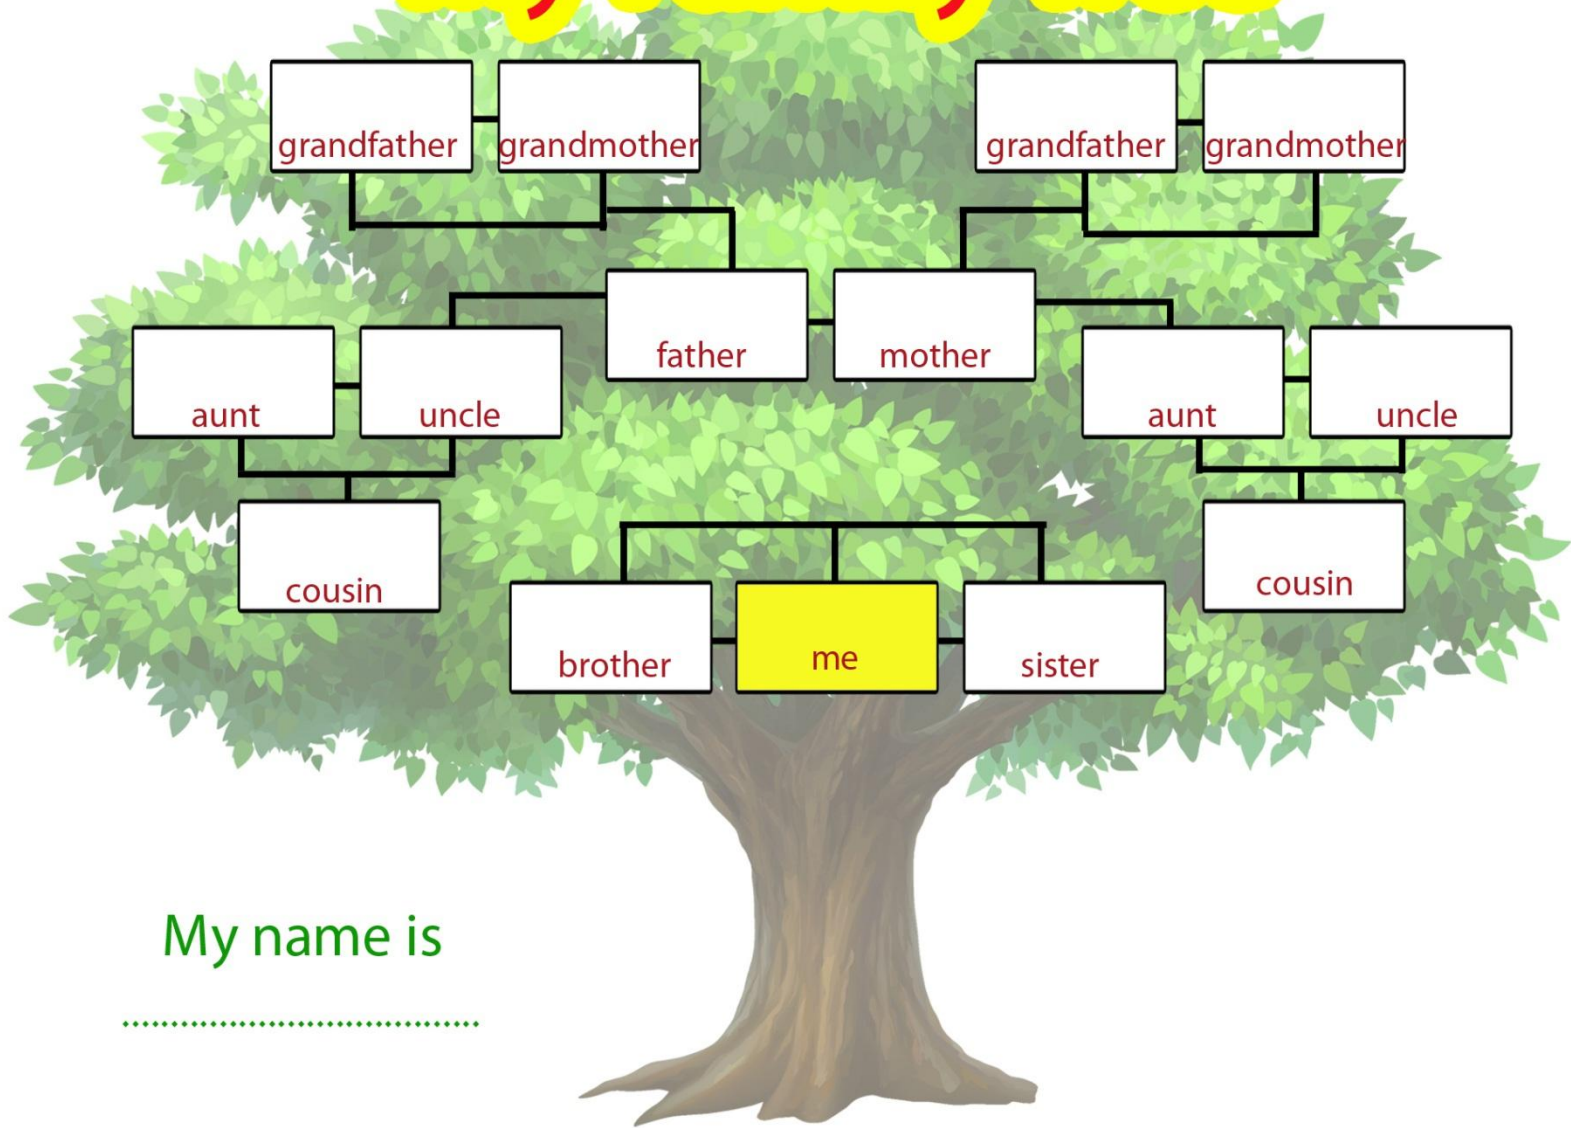 grandfather grandmother grandfather grandmother
father mother
aunt uncle aunt uncle
cousin cousin
brother me sister
My name is